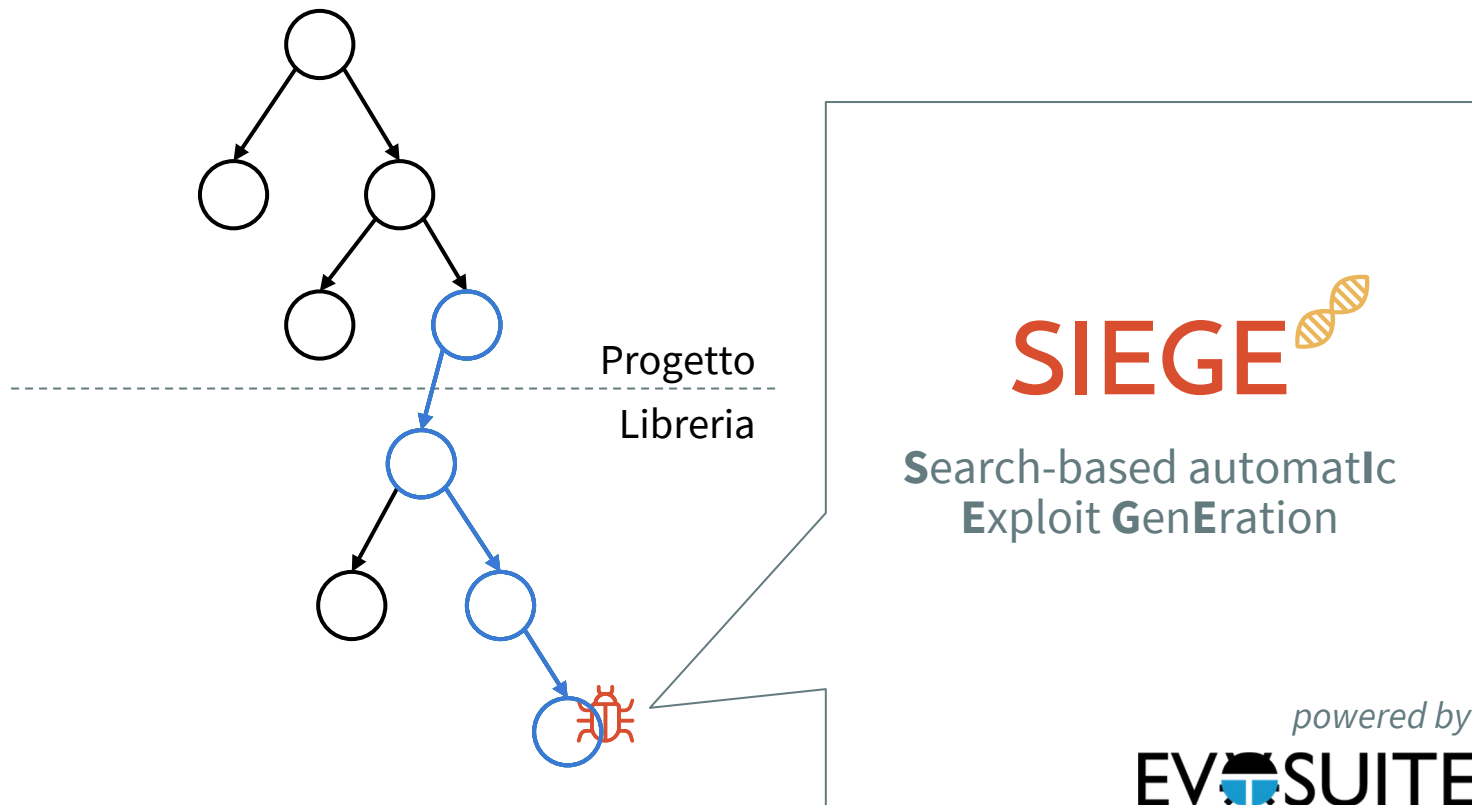 Progetto
Libreria
SIEGE
Search-based automatIc
Exploit GenEration
powered by
EVOSUITE